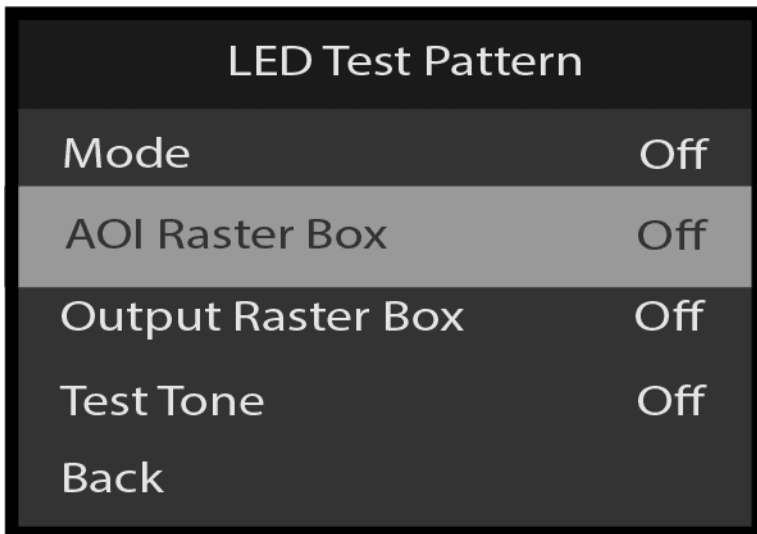 LED Test Pattern
Mode Off
AOI Raster Box Off
Output Raster Box Off
Test Tone Off
Back